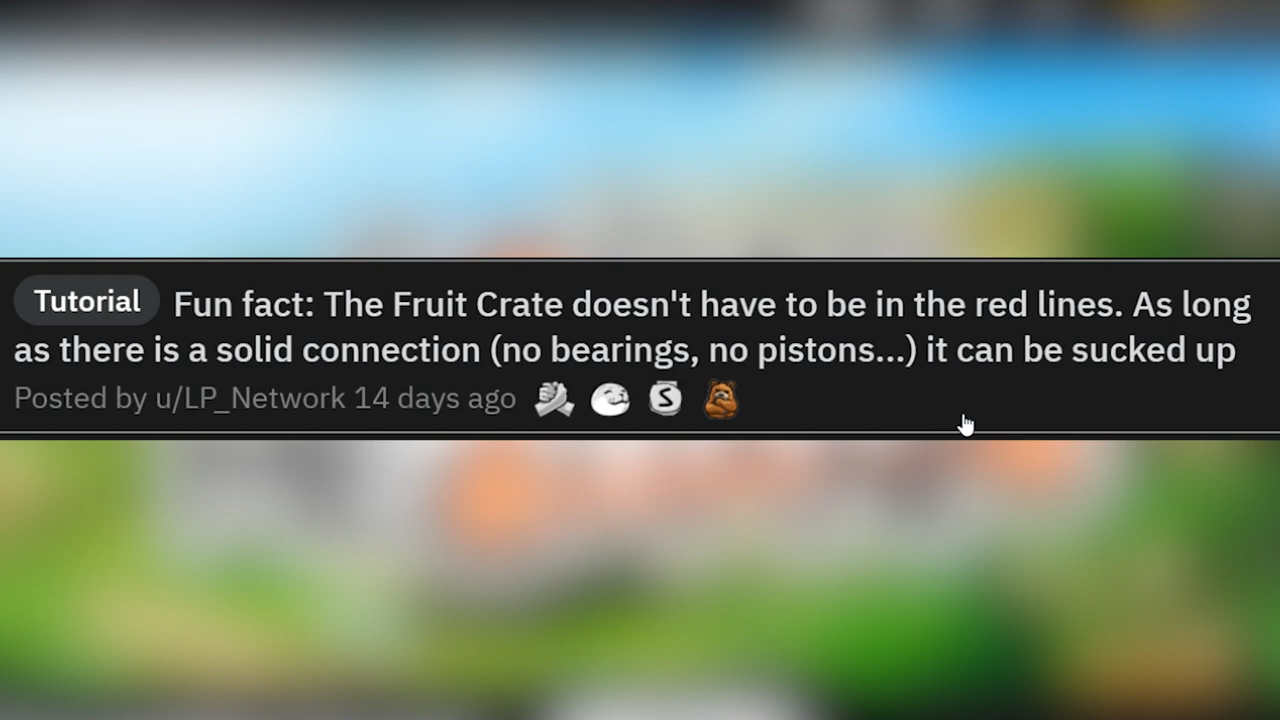 Tutorial Fun fact: The Fruit Crate doesn't have to be in the red lines. As long
as there is a solid connection (no bearings, no pistons...) it can be sucked up
Posted by u/LP_Network 14 days ago